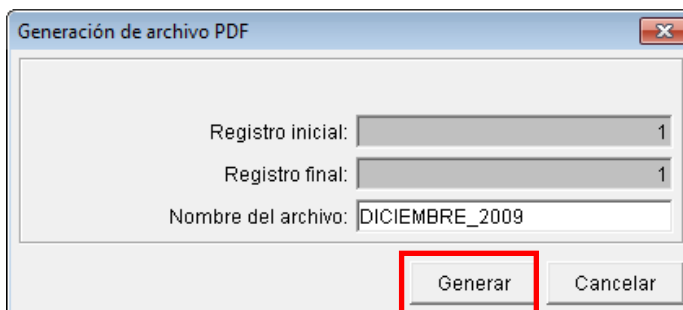 Generación de archivo PDF
Registro inicial: 1
Registro final: 1
Nombre del archivo: DICIEMBRE_2009
Generar Cancelar